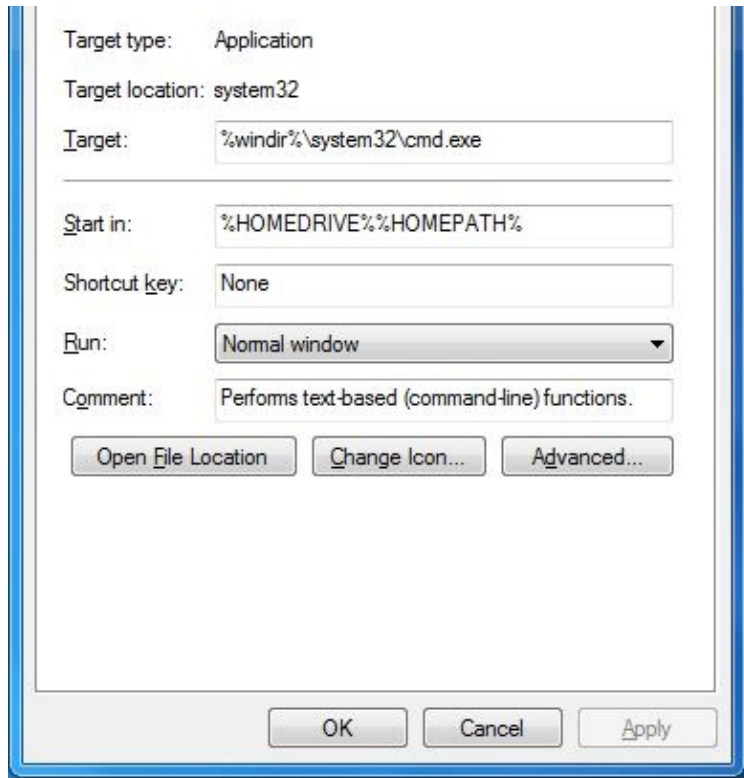 Target type: Application
Target location: system32
Target: %windir%\system32\cmd.exe
Start in: %HOMEDRIVE%%HOMEPATH%
Shortcut key: None
Run: Normal window
Comment: Performs text-based (command-line) functions.
Open File Location Change Icon... Advanced...
OK Cancel Apply